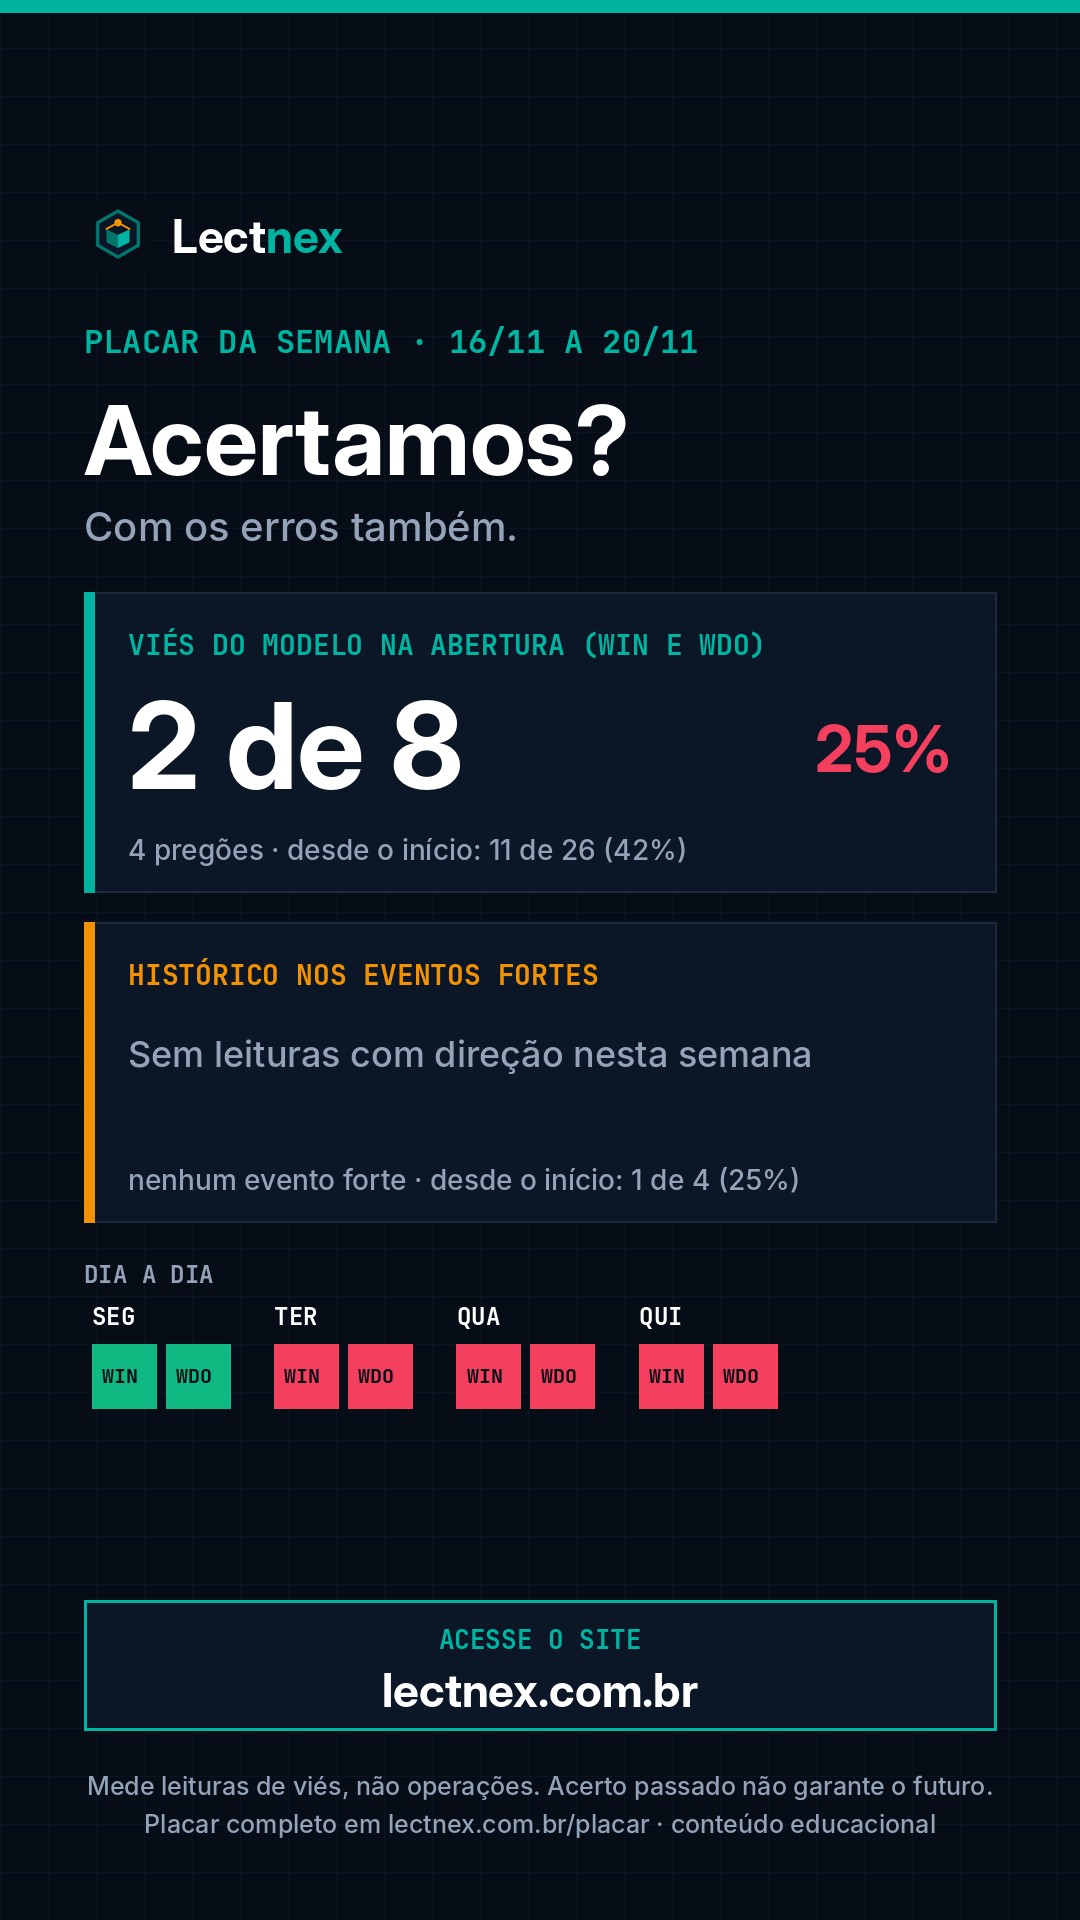 Lectnex
PLACAR DA SEMANA · 16/11 A 20/11
Acertamos?
Com os erros também.
VIÉS DO MODELO NA ABERTURA (WIN E WDO)
2 de 8
25%
4 pregões · desde o início: 11 de 26 (42%)
HISTÓRICO NOS EVENTOS FORTES
Sem leituras com direção nesta semana
nenhum evento forte · desde o início: 1 de 4 (25%)
DIA A DIA
SEG TER QUA QUI
WIN WDO WIN WDO WIN WDO WIN WDO
ACESSE O SITE
lectnex.com.br
Mede leituras de viés, não operações. Acerto passado não garante o futuro.
Placar completo em lectnex.com.br/placar · conteúdo educacional